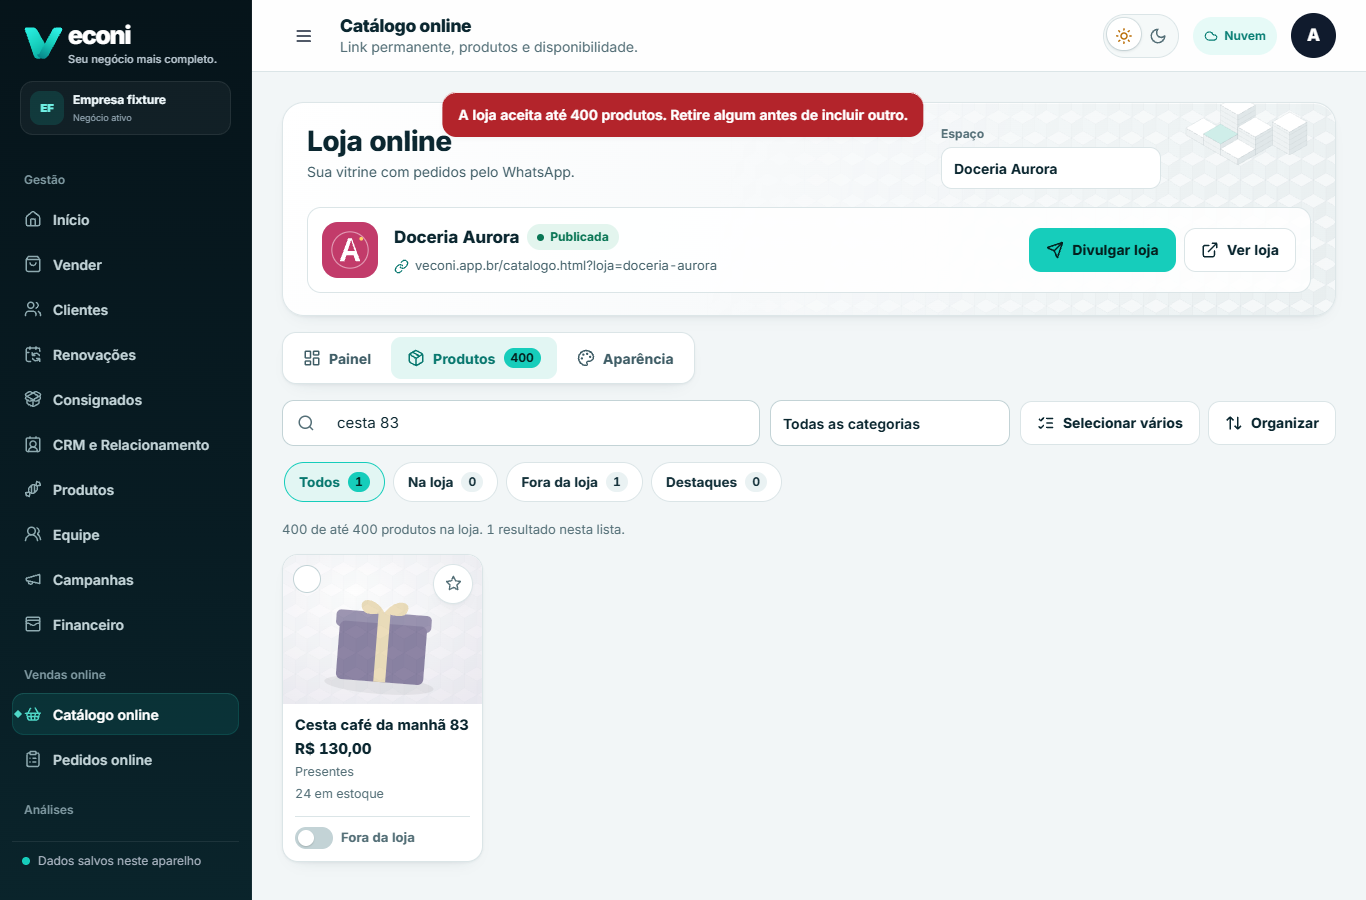 Veconi
Seu negócio mais completo.
EF
Empresa fixture
Negócio ativo
Gestão
Início
Vender
Clientes
Renovações
Consignados
CRM e Relacionamento
Produtos
Equipe
Campanhas
Financeiro
Vendas online
Catálogo online
Pedidos online
Análises
Dados salvos neste aparelho
Catálogo online
Link permanente, produtos e disponibilidade.
Nuvem
A
A loja aceita até 400 produtos. Retire algum antes de incluir outro.
Loja online
Sua vitrine com pedidos pelo WhatsApp.
Espaço
Doceria Aurora
A
Doceria Aurora
Publicada
veconi.app.br/catalogo.html?loja=doceria-aurora
Divulgar loja
Ver loja
Painel
Produtos 400
Aparência
cesta 83
Todas as categorias
Selecionar vários
Organizar
Todos 1
Na loja 0
Fora da loja 1
Destaques 0
400 de até 400 produtos na loja. 1 resultado nesta lista.
Cesta café da manhã 83
R$ 130,00
Presentes
24 em estoque
Fora da loja